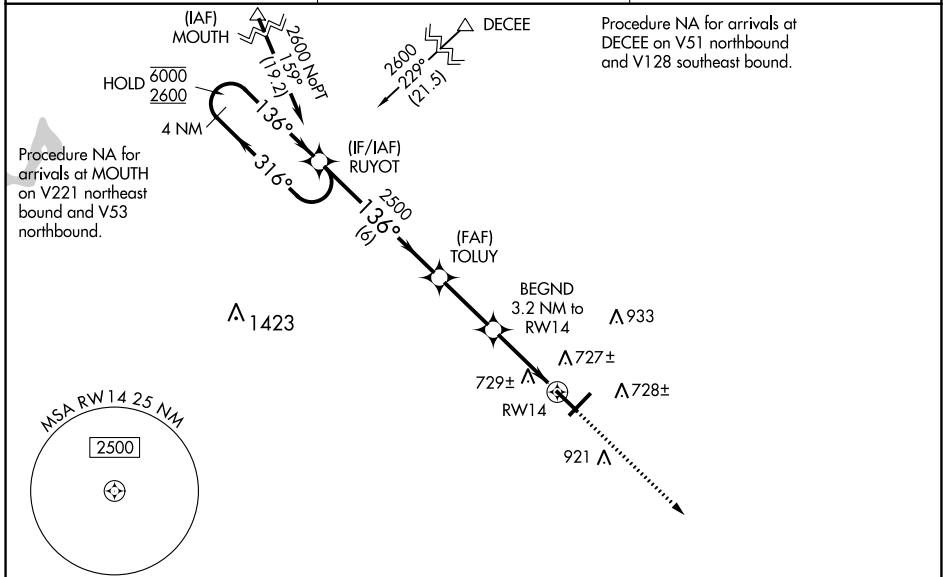 (IAF)
MOUTH
2600 NoPT
159°
(19.2)
DECEE
2600
229°
(21.5)
Procedure NA for arrivals at
DECEE on V51 northbound
and V128 southeast bound.
HOLD 6000
2600
4 NM
136°
316°
(IF/IAF)
RUYOT
Procedure NA for
arrivals at MOUTH
on V221 northeast
bound and V53
northbound.
2500
136°
(6)
(FAF)
TOLUY
BEGND
3.2 NM to
RW14
1423
933
727±
729±
728±
RW14
921
MSA RW14 25 NM
2500